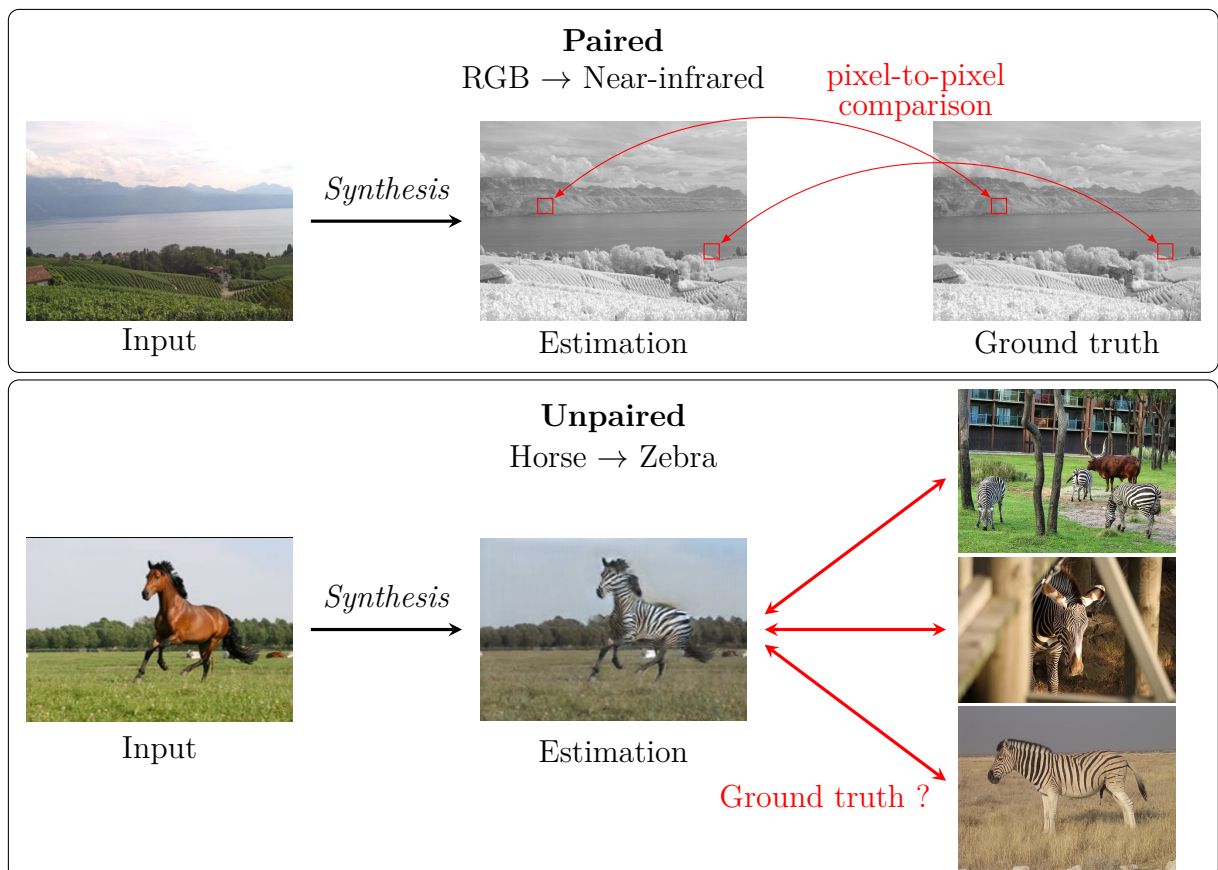 Paired
RGB → Near-infrared
pixel-to-pixel
comparison
Synthesis
Input
Estimation
Ground truth
Unpaired
Horse → Zebra
Synthesis
Input
Estimation
Ground truth ?